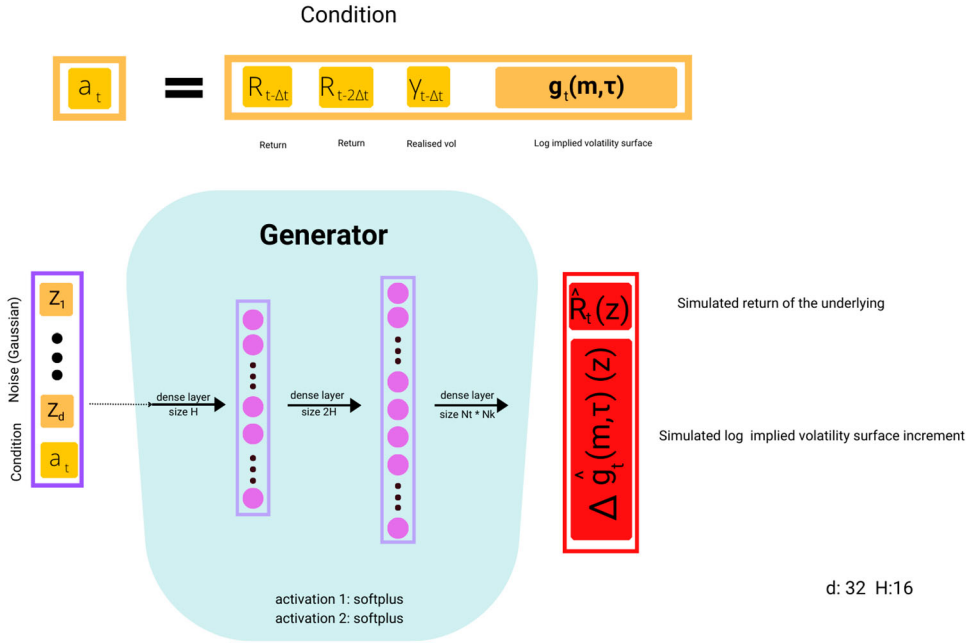 Condition
a t = R t-Δt R t-2Δt γ t-Δt g t (m,τ)
Return Return Realised vol Log implied volatility surface
Generator
Noise (Gaussian)
Condition
Z 1
Z d
a t
dense layer
size H
dense layer
size 2H
dense layer
size Nt * Nk
R̂ t (z)
Simulated return of the underlying
Δ ĝ t (m,τ) (z)
Simulated log implied volatility surface increment
activation 1: softplus
activation 2: softplus
d: 32 H:16